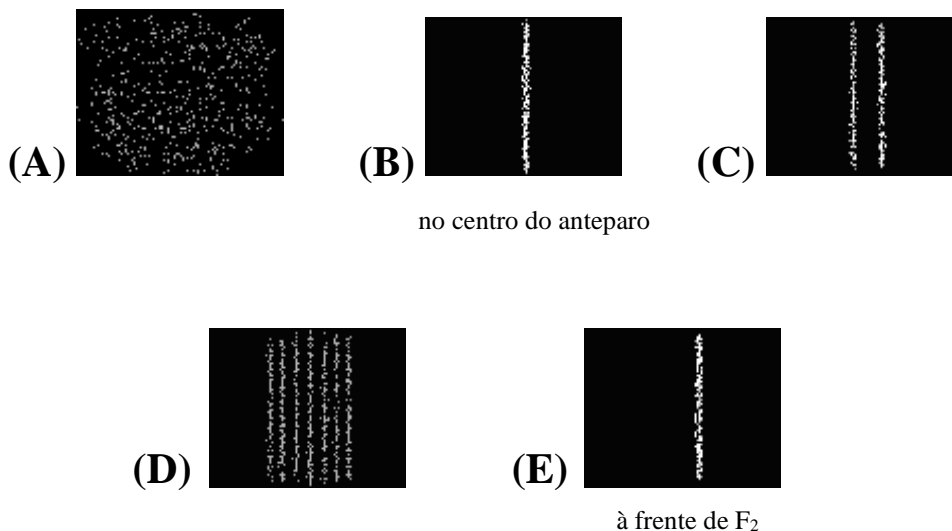 (A)
(B)
(C)
no centro do anteparo
(D)
(E)
à frente de F₂